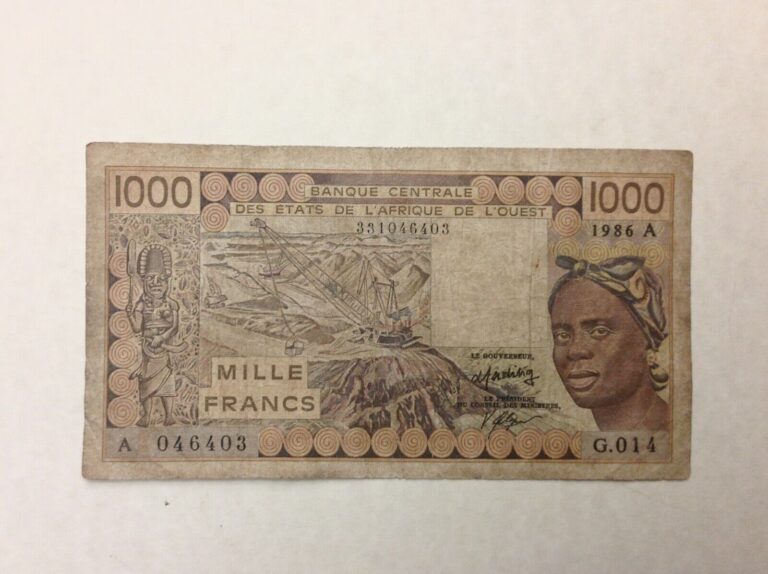 1000
BANQUE CENTRALE
1000
DES ÉTATS DE L'AFRIQUE DE L'OUEST
331046403
1986 A
LE GOUVERNEUR,
MILLE
FRANCS
LE PRÉSIDENT
DU CONSEIL DES MINISTRES,
A 046403
G.014